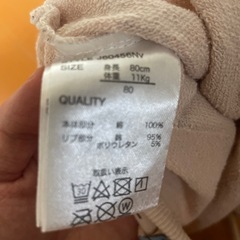 SIZE 身長 80cm
体重 11Kg
80
QUALITY
本体部分 綿 100%
リブ部分 綿 95%
ポリウレタン 5%
取扱い表示